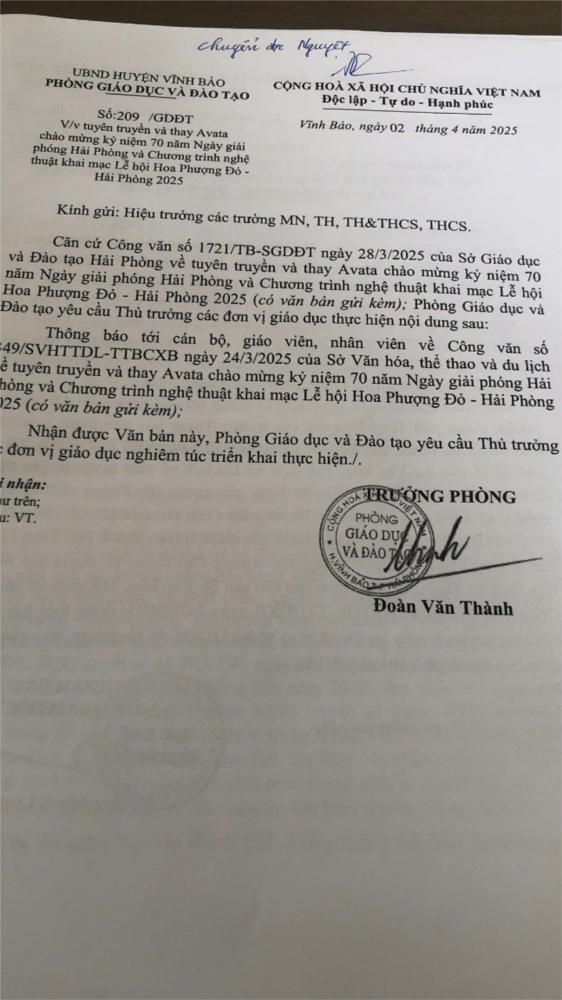 chuyển đc Nguyệt
UBND HUYỆN VĨNH BẢO
PHÒNG GIÁO DỤC VÀ ĐÀO TẠO
CỘNG HOÀ XÃ HỘI CHỦ NGHĨA VIỆT NAM
Độc lập - Tự do - Hạnh phúc
Số:209 /GDĐT
V/v tuyên truyền và thay Avata
chào mừng kỷ niệm 70 năm Ngày giải
phóng Hải Phòng và Chương trình nghệ
thuật khai mạc Lễ hội Hoa Phượng Đỏ -
Hải Phòng 2025
Vĩnh Bảo, ngày 02 tháng 4 năm 2025
Kính gửi: Hiệu trưởng các trường MN, TH, TH&THCS, THCS.
Căn cứ Công văn số 1721/TB-SGDĐT ngày 28/3/2025 của Sở Giáo dục
và Đào tạo Hải Phòng về tuyên truyền và thay Avata chào mừng kỷ niệm 70
năm Ngày giải phóng Hải Phòng và Chương trình nghệ thuật khai mạc Lễ hội
Hoa Phượng Đỏ - Hải Phòng 2025 (có văn bản gửi kèm); Phòng Giáo dục và
Đào tạo yêu cầu Thủ trưởng các đơn vị giáo dục thực hiện nội dung sau:
Thông báo tới cán bộ, giáo viên, nhân viên về Công văn số
49/SVHTTDL-TTBCXB ngày 24/3/2025 của Sở Văn hóa, thể thao và du lịch
ề tuyên truyền và thay Avata chào mừng kỷ niệm 70 năm Ngày giải phóng Hải
hòng và Chương trình nghệ thuật khai mạc Lễ hội Hoa Phượng Đỏ - Hải Phòng
025 (có văn bản gửi kèm);
Nhận được Văn bản này, Phòng Giáo dục và Đào tạo yêu cầu Thủ trưởng
c đơn vị giáo dục nghiêm túc triển khai thực hiện./.
i nhận:
ư trên;
u: VT.
TRƯỞNG PHÒNG
CỘNG HOÀ VIỆT NAM
PHÒNG
GIÁO DỤC
VÀ ĐÀO TẠO
H.VĨNH BẢO T.P HẢI PHÒNG
Đoàn Văn Thành